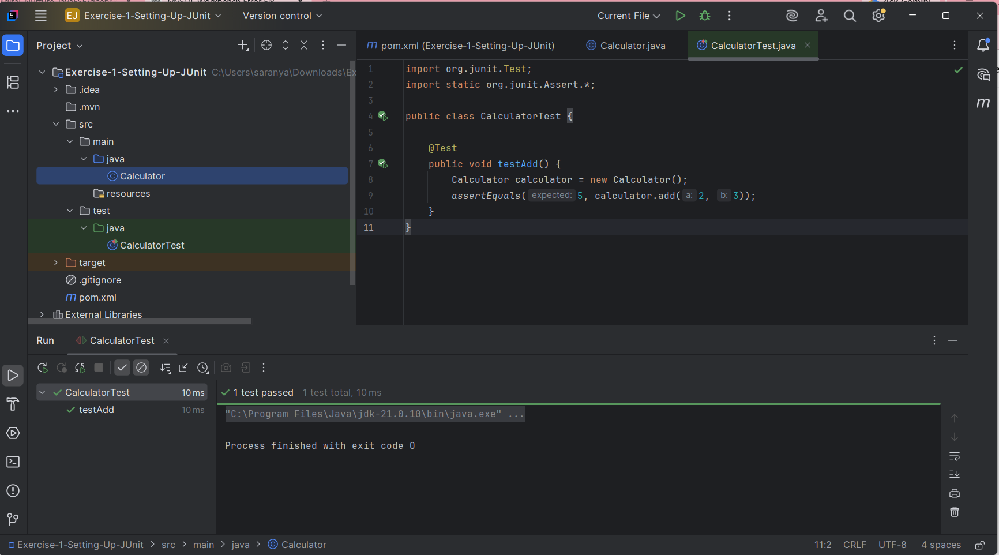 EJ Exercise-1-Setting-Up-JUnit Version control Current File
Project
pom.xml (Exercise-1-Setting-Up-JUnit) Calculator.java CalculatorTest.java
Exercise-1-Setting-Up-JUnit C:\Users\saranya\Downloads\Ex
.idea
.mvn
src
main
java
Calculator
resources
test
java
CalculatorTest
target
.gitignore
pom.xml
External Libraries
1 import org.junit.Test;
2 import static org.junit.Assert.*;
3
4 public class CalculatorTest {
5
6 @Test
7 public void testAdd() {
8 Calculator calculator = new Calculator();
9 assertEquals( expected: 5, calculator.add( a: 2, b: 3));
10 }
11 }
Run CalculatorTest
CalculatorTest 10 ms
testAdd 10 ms
1 test passed 1 test total, 10 ms
"C:\Program Files\Java\jdk-21.0.10\bin\java.exe" ...
Process finished with exit code 0
Exercise-1-Setting-Up-JUnit > src > main > java > Calculator
11:2 CRLF UTF-8 4 spaces